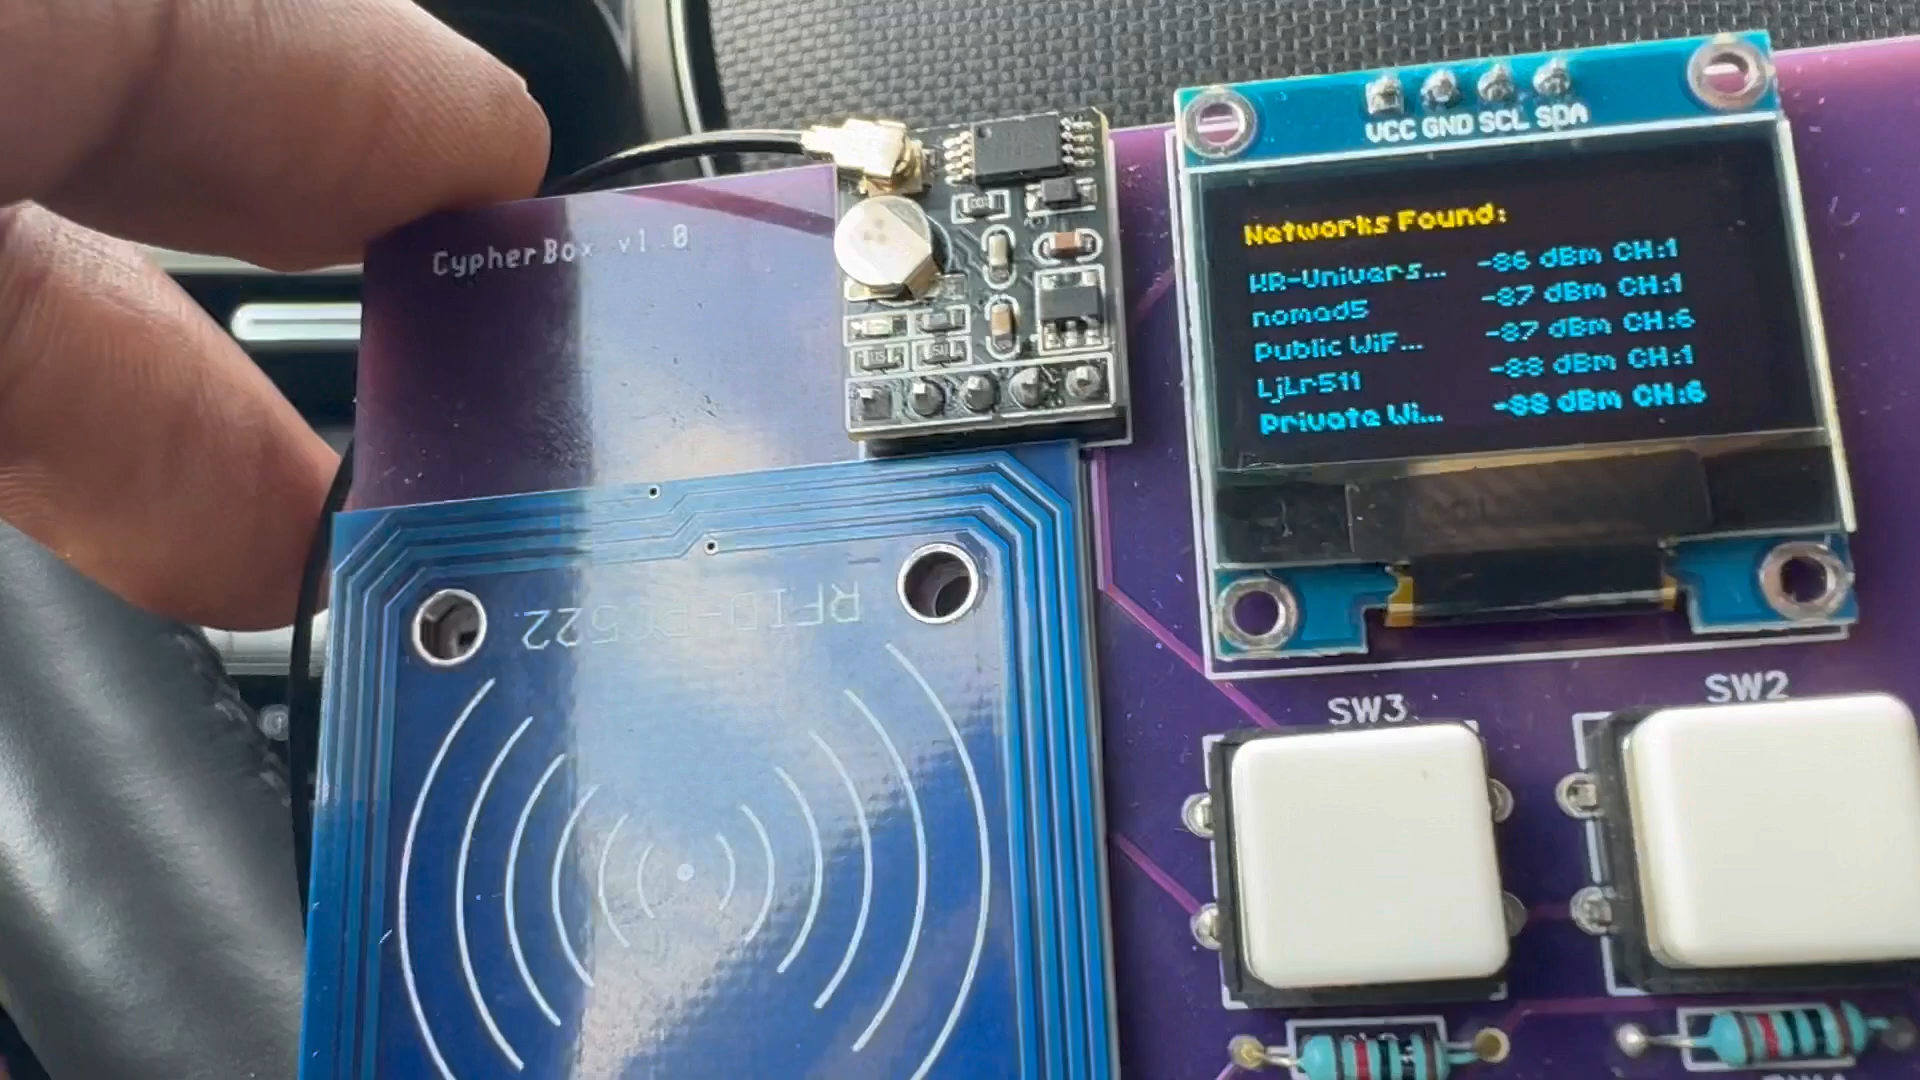 CypherBox v1.0
VCC GND SCL SDA
Networks Found:
WR-Univers... -86 dBm CH:1
nomad5 -87 dBm CH:1
Public WiF... -87 dBm CH:6
LjLr511 -88 dBm CH:1
Private Wi... -88 dBm CH:6
RFID-RC522
SW3
SW2